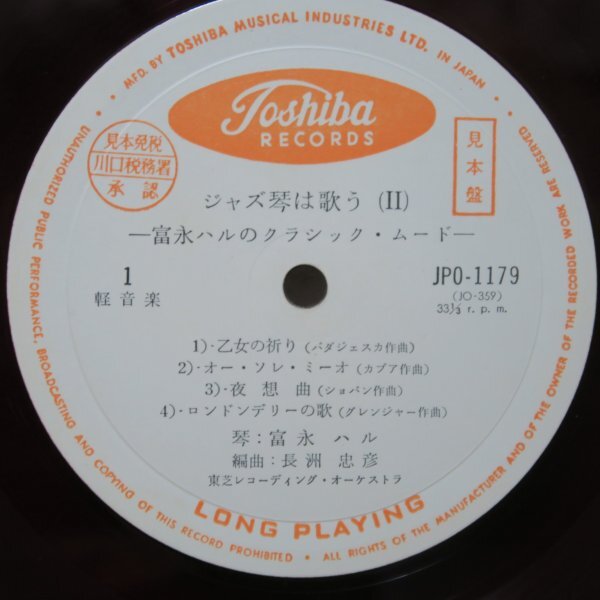 MFD. BY TOSHIBA MUSICAL INDUSTRIES LTD. IN JAPAN
Toshiba
RECORDS
見本免税
川口税務署
承認
見本盤
ジャズ琴は歌う (II)
—富永ハルのクラシック・ムード—
1
軽音楽
JPO-1179
(JO-359)
33⅓ r.p.m.
1)·乙女の祈り (バダジェスカ作曲)
2)·オー・ソレ・ミーオ (カプア作曲)
3)·夜想曲 (ショパン作曲)
4)·ロンドンデリーの歌 (グレンジャー作曲)
琴：富永ハル
編曲：長洲忠彦
東芝レコーディング・オーケストラ
LONG PLAYING
UNAUTHORIZED PUBLIC PERFORMANCE, BROADCASTING AND COPYING OF THIS RECORD PROHIBITED • ALL RIGHTS OF THE MANUFACTURER AND OF THE OWNER OF THE RECORDED WORK ARE RESERVED